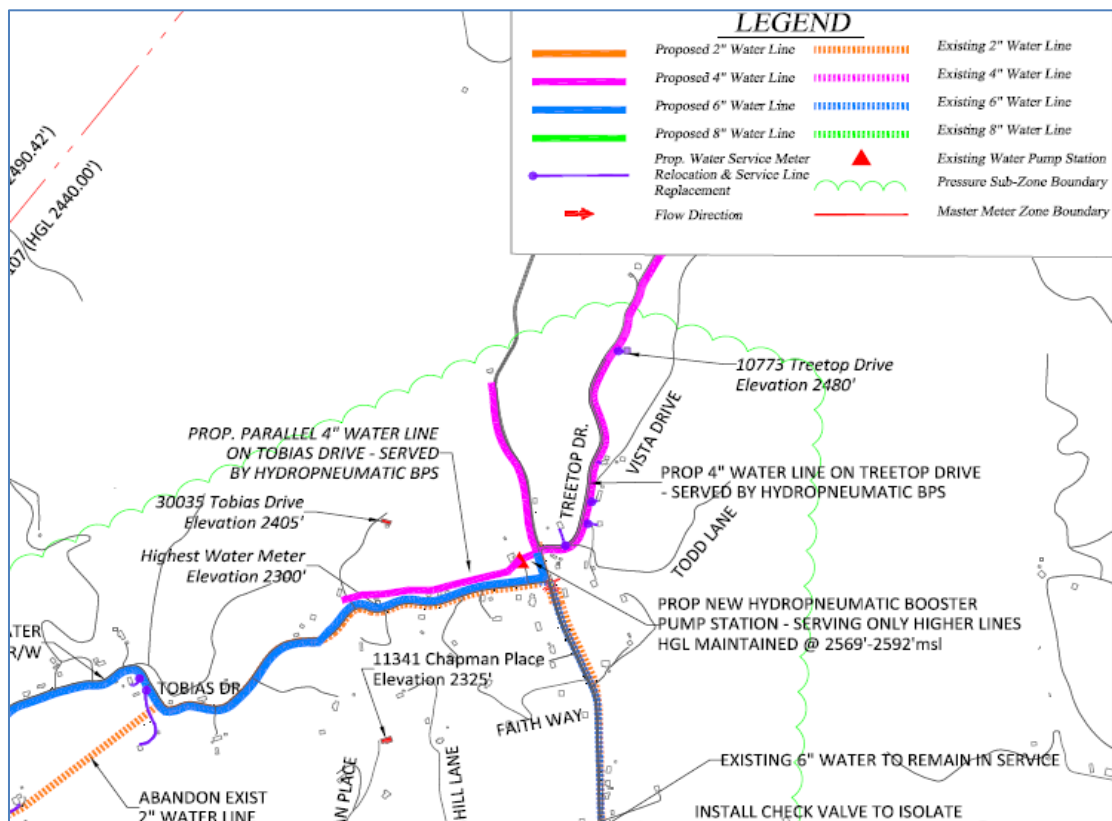 LEGEND
Proposed 2" Water Line
Existing 2" Water Line
Proposed 4" Water Line
Existing 4" Water Line
Proposed 6" Water Line
Existing 6" Water Line
Proposed 8" Water Line
Existing 8" Water Line
Prop. Water Service Meter
Relocation & Service Line
Replacement
Existing Water Pump Station
Pressure Sub-Zone Boundary
Flow Direction
Master Meter Zone Boundary
2490.42')
107 (HGL 2440.00')
10773 Treetop Drive
Elevation 2480'
PROP. PARALLEL 4" WATER LINE
ON TOBIAS DRIVE - SERVED
BY HYDROPNEUMATIC BPS
TREETOP DR.
VISTA DRIVE
PROP 4" WATER LINE ON TREETOP DRIVE
- SERVED BY HYDROPNEUMATIC BPS
30035 Tobias Drive
Elevation 2405'
TODD LANE
Highest Water Meter
Elevation 2300'
PROP NEW HYDROPNEUMATIC BOOSTER
PUMP STATION - SERVING ONLY HIGHER LINES
HGL MAINTAINED @ 2569'-2592'msl
ATER
R/W
11341 Chapman Place
Elevation 2325'
TOBIAS DR
FAITH WAY
EXISTING 6" WATER TO REMAIN IN SERVICE
AN PLACE
HILL LANE
ABANDON EXIST
2" WATER LINE
INSTALL CHECK VALVE TO ISOLATE